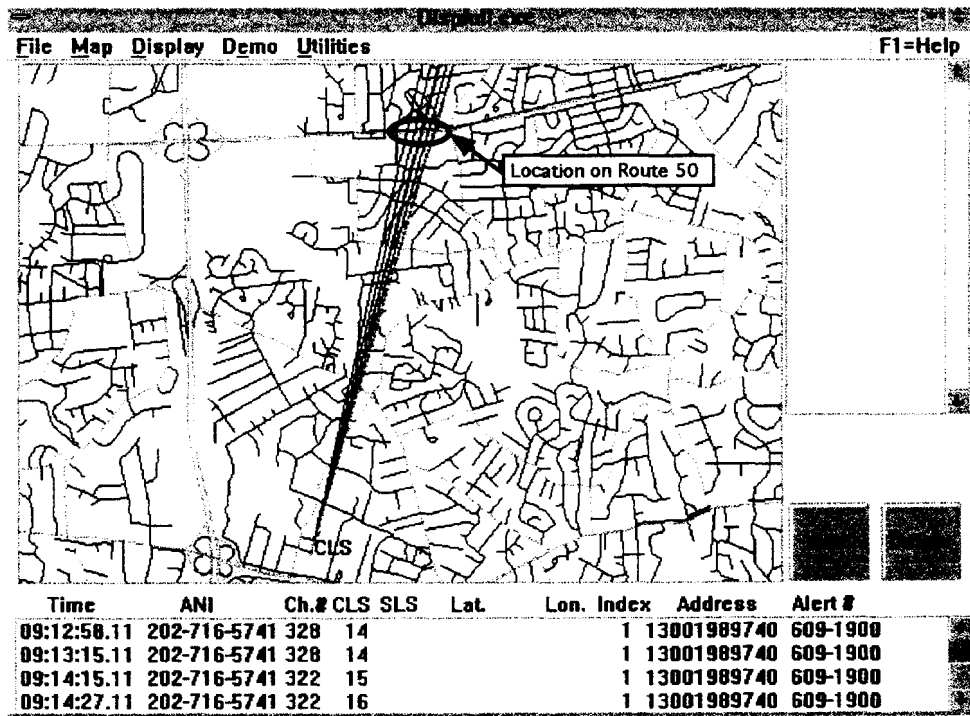 Display.exe
File Map Display Demo Utilities F1=Help
Location on Route 50
CLS
Time ANI Ch.# CLS SLS Lat. Lon. Index Address Alert #
09:12:58.11 202-716-5741 328 14 1 13001989740 609-1900
09:13:15.11 202-716-5741 328 14 1 13001989740 609-1900
09:14:15.11 202-716-5741 322 15 1 13001989740 609-1900
09:14:27.11 202-716-5741 322 16 1 13001989740 609-1900